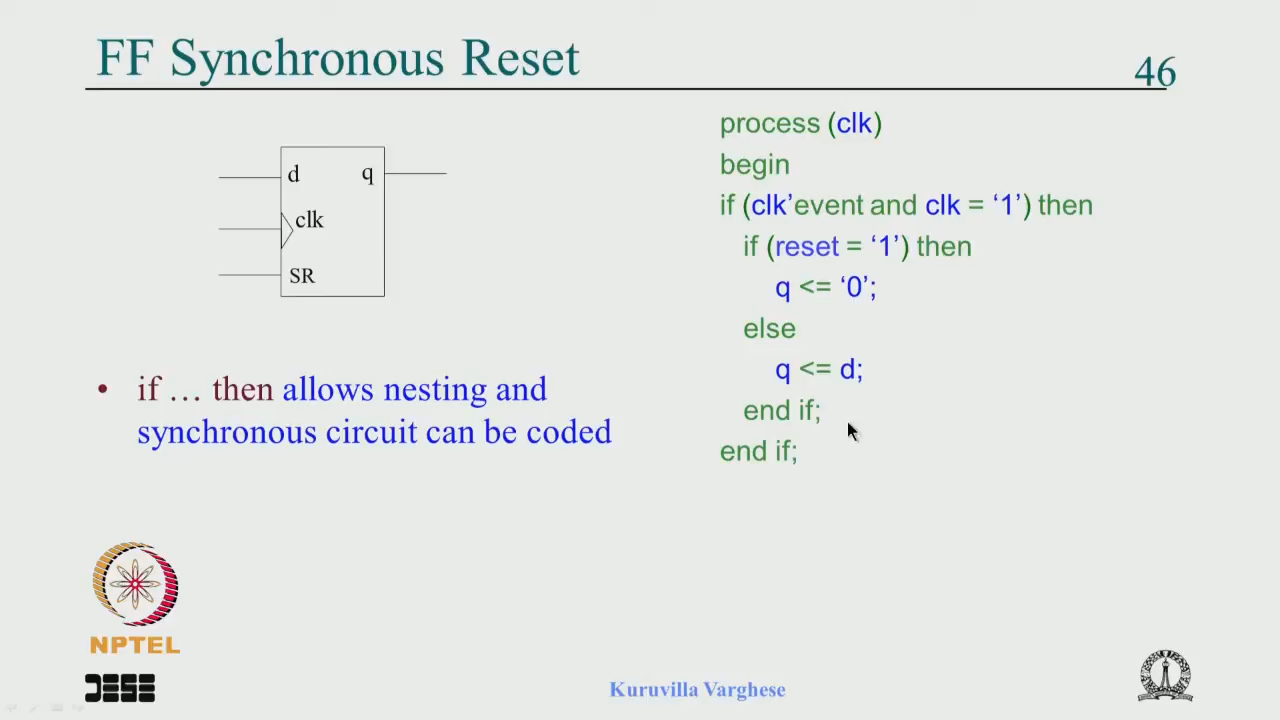 FF Synchronous Reset
46
d
q
clk
SR
• if … then allows nesting and
synchronous circuit can be coded
process (clk)
begin
if (clk’event and clk = ‘1’) then
if (reset = ‘1’) then
q <= ‘0’;
else
q <= d;
end if;
end if;
NPTEL
DESE
Kuruvilla Varghese